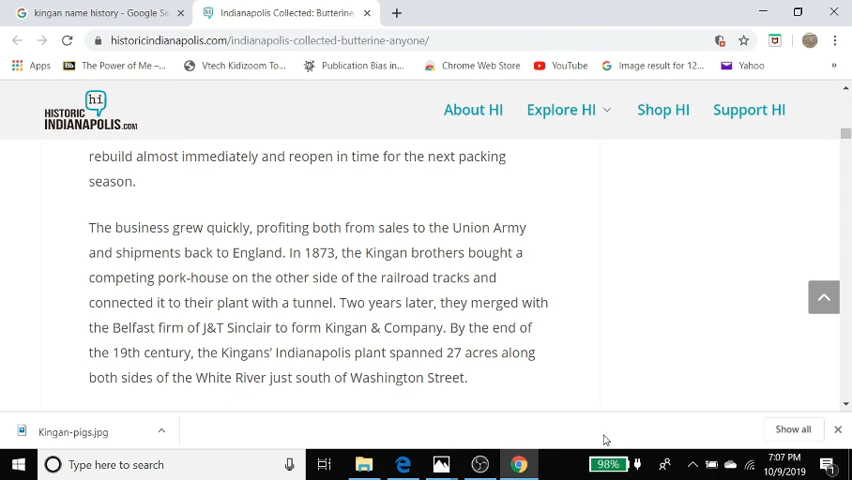 kingan name history - Google Se
Indianapolis Collected: Butterine,
historicindianapolis.com/indianapolis-collected-butterine-anyone/
Apps
The Power of Me –...
Vtech Kidizoom To...
Publication Bias in...
Chrome Web Store
YouTube
Image result for 12...
Yahoo
»
hi
HISTORIC
INDIANAPOLIS.COM
About HI
Explore HI
Shop HI
Support HI
rebuild almost immediately and reopen in time for the next packing
season.
The business grew quickly, profiting both from sales to the Union Army
and shipments back to England. In 1873, the Kingan brothers bought a
competing pork-house on the other side of the railroad tracks and
connected it to their plant with a tunnel. Two years later, they merged with
the Belfast firm of J&T Sinclair to form Kingan & Company. By the end of
the 19th century, the Kingans’ Indianapolis plant spanned 27 acres along
both sides of the White River just south of Washington Street.
Kingan-pigs.jpg
Show all
Type here to search
98%
7:07 PM
10/9/2019
1